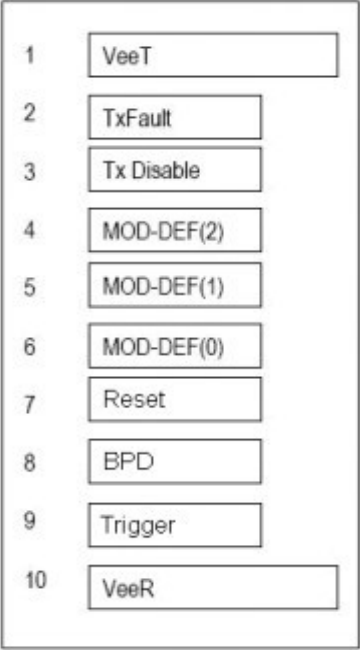 1 VeeT
2 TxFault
3 Tx Disable
4 MOD-DEF(2)
5 MOD-DEF(1)
6 MOD-DEF(0)
7 Reset
8 BPD
9 Trigger
10 VeeR